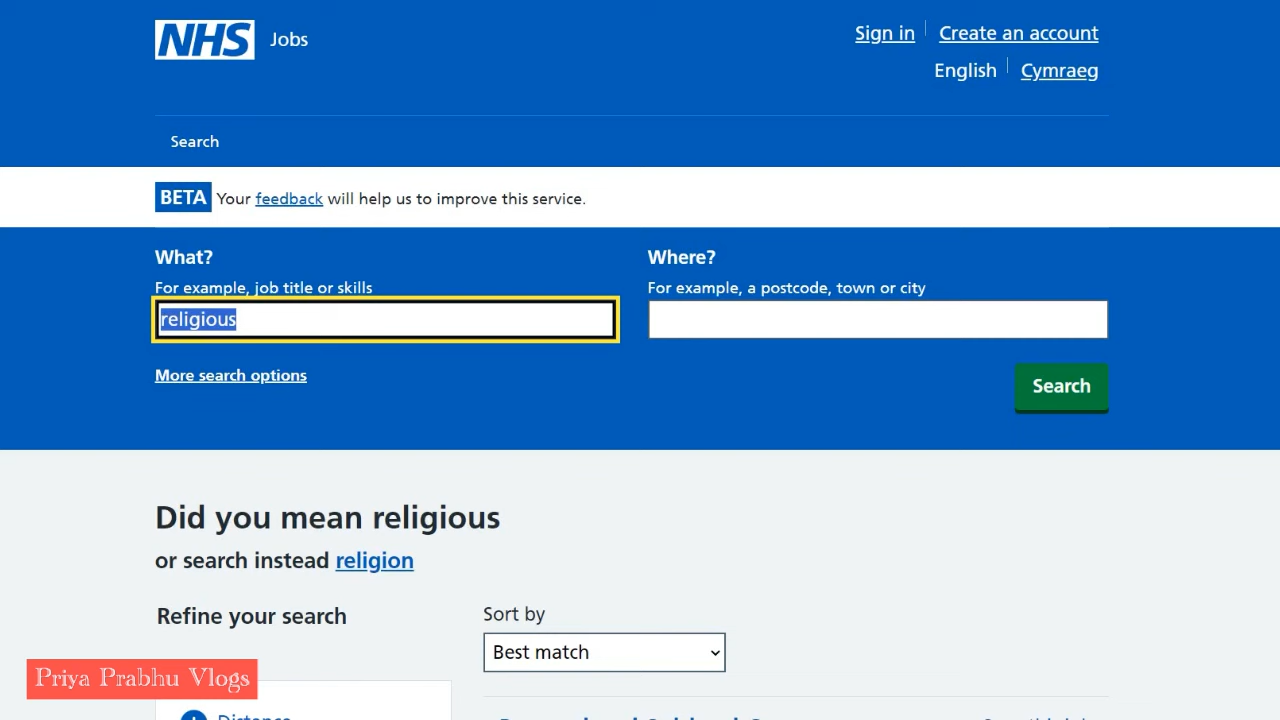 NHS Jobs
Sign in
Create an account
English
Cymraeg
Search
BETA Your feedback will help us to improve this service.
What?
For example, job title or skills
religious
More search options
Where?
For example, a postcode, town or city
Search
Did you mean religious
or search instead religion
Refine your search
Sort by
Best match
Distance
Priya Prabhu Vlogs